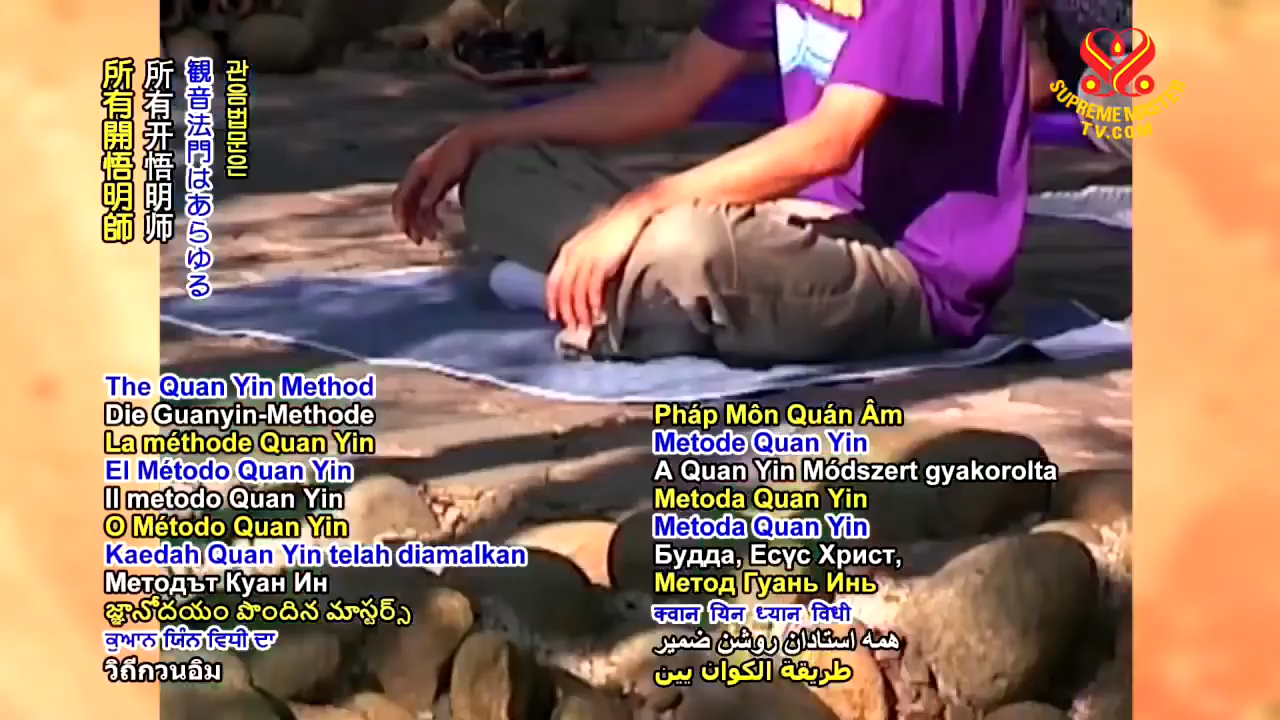 所有開悟明師
所有开悟明师
観音法門はあらゆる
관음법문은
SUPREME MASTER
TV.COM
The Quan Yin Method
Die Guanyin-Methode
La méthode Quan Yin
El Método Quan Yin
Il metodo Quan Yin
O Método Quan Yin
Kaedah Quan Yin telah diamalkan
Методът Куан Ин
జ్ఞానోదయం పొందిన మాస్టర్స్
ਕੁਆਨ ਯਿੰਨ ਵਿਧੀ ਦਾ
วิถีกวนอิม
Pháp Môn Quán Âm
Metode Quan Yin
A Quan Yin Módszert gyakorolta
Metoda Quan Yin
Metoda Quan Yin
Будда, Есүс Христ,
Метод Гуань Инь
क्वान यिन ध्यान विधी
همه استادان روشن ضمیر
طريقة الكوان يين